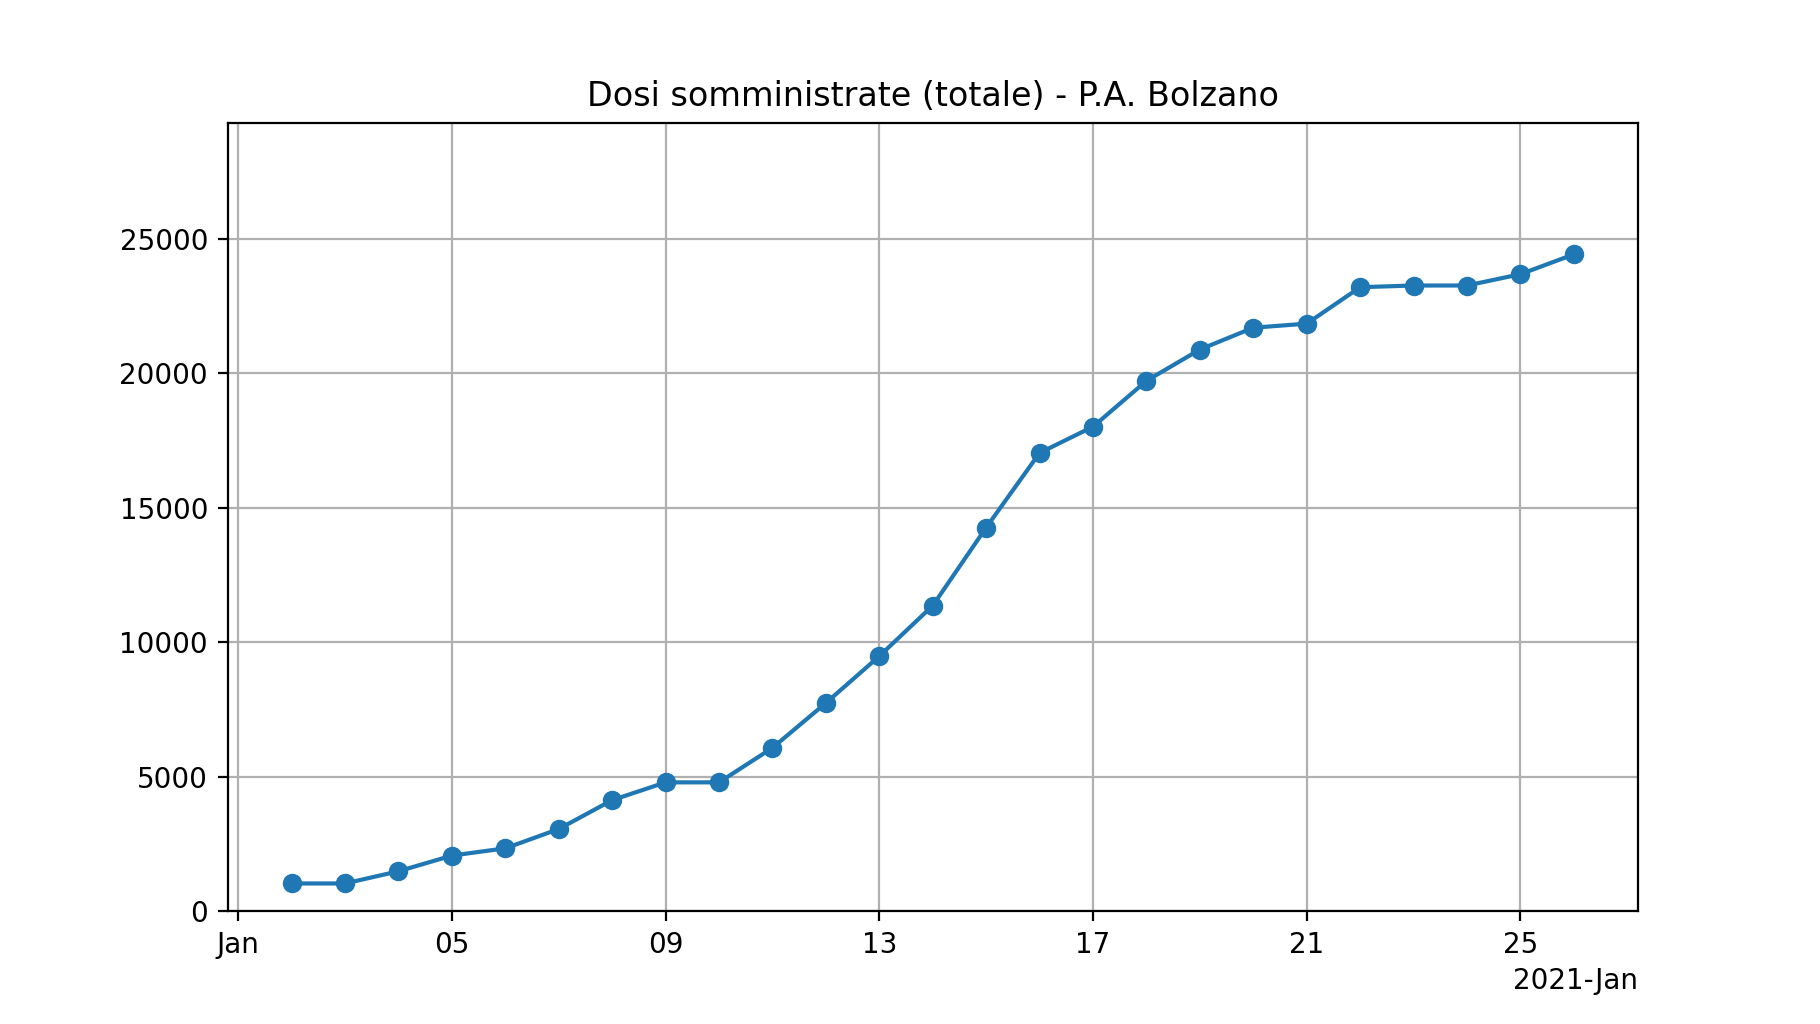 Dosi somministrate (totale) - P.A. Bolzano
25000
20000
15000
10000
5000
0
Jan 05 09 13 17 21 25
2021-Jan